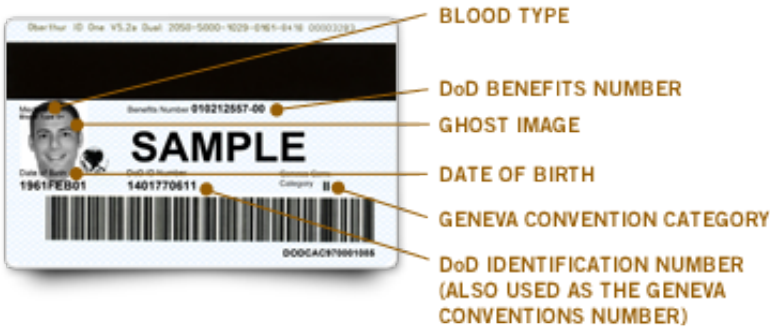 Oberthur ID One V5.2a Dual 2050-5000-1029-0161-0416 00003283
BLOOD TYPE
Benefits Number 010212557-00
DoD BENEFITS NUMBER
GHOST IMAGE
SAMPLE
Date of Birth
DoD ID Number
DATE OF BIRTH
1961FEB01
1401770611
Category II
GENEVA CONVENTION CATEGORY
DODCAC970001005
DoD IDENTIFICATION NUMBER
(ALSO USED AS THE GENEVA
CONVENTIONS NUMBER)